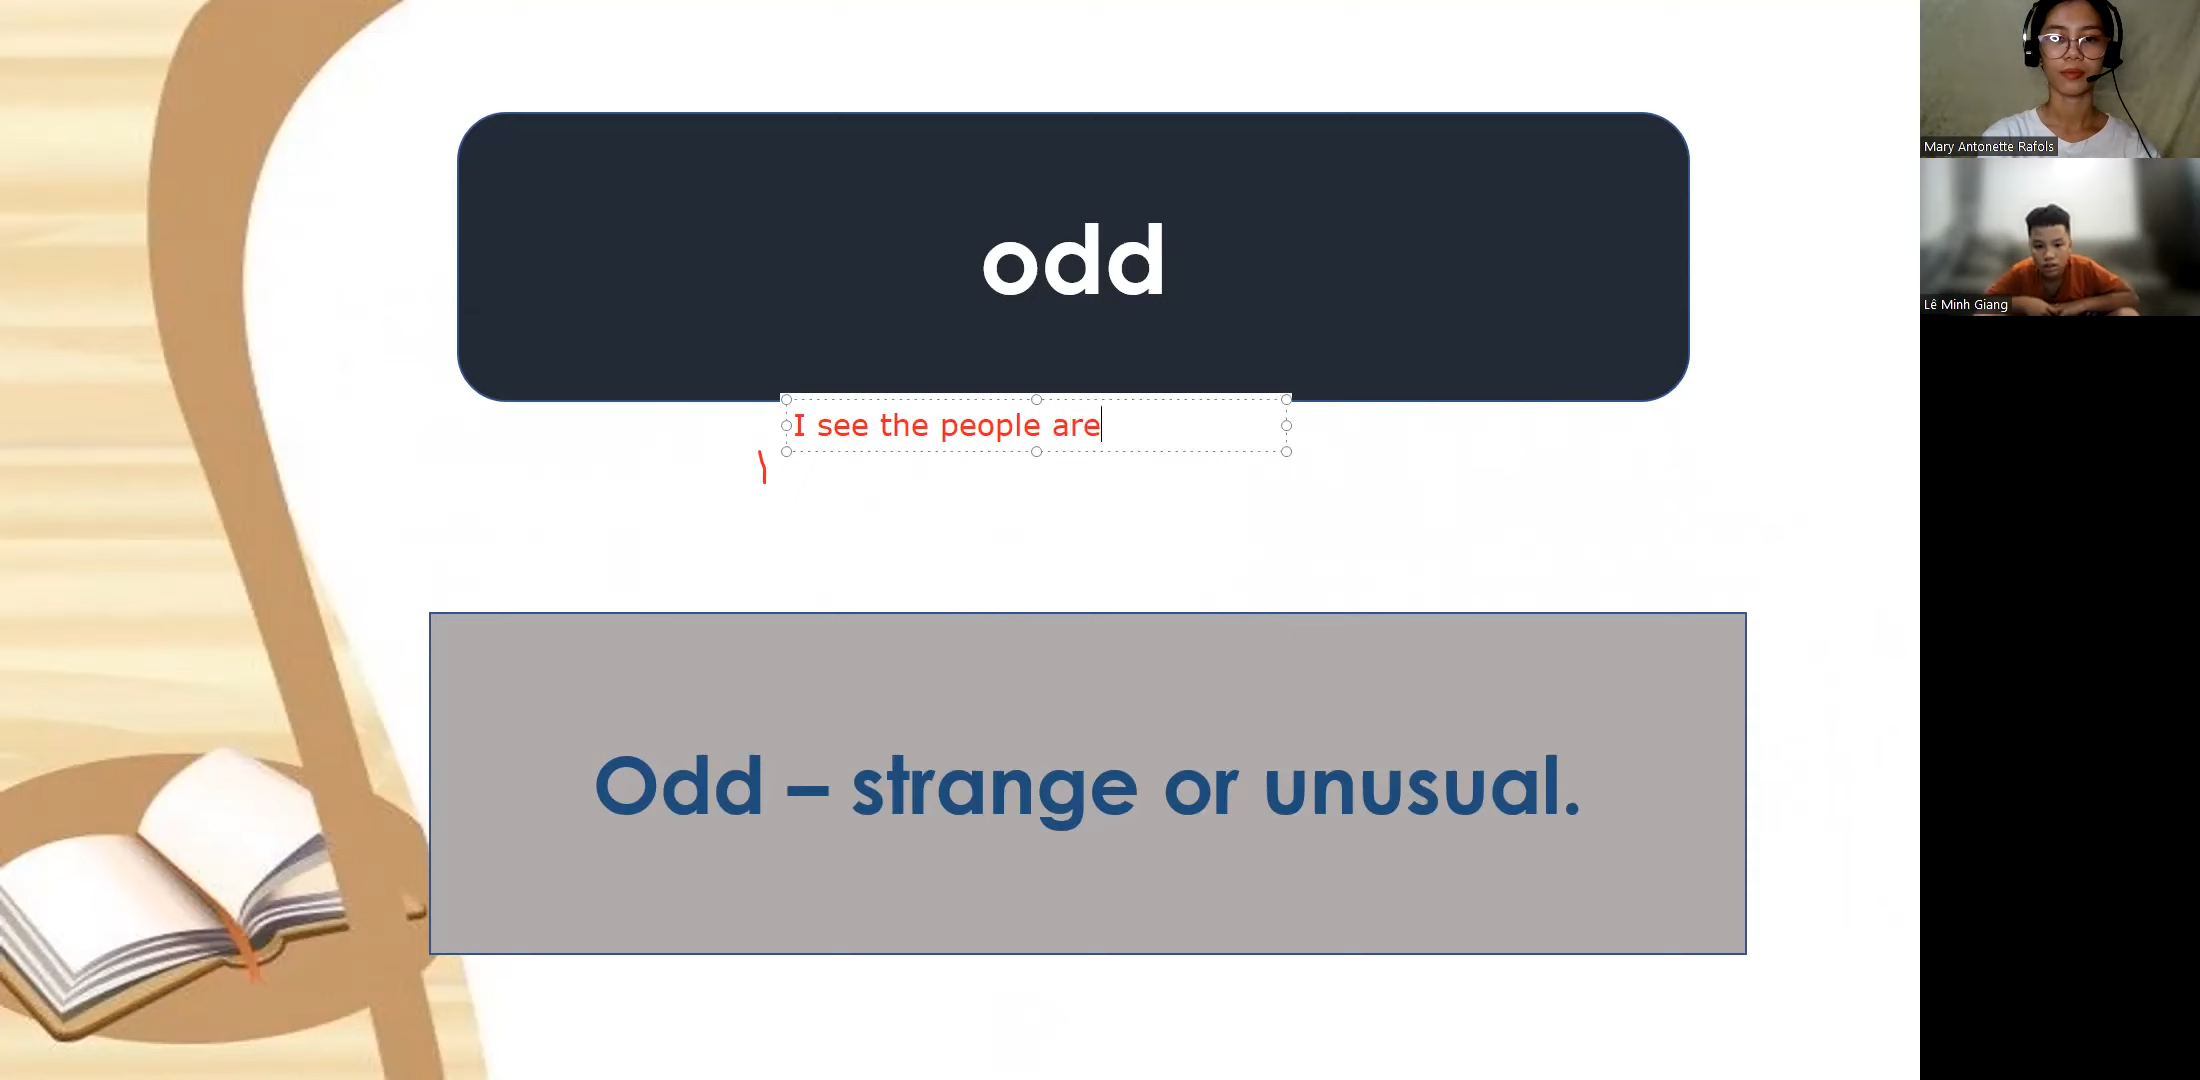 odd
I see the people are
Odd – strange or unusual.
Mary Antonette Rafols
Lê Minh Giang